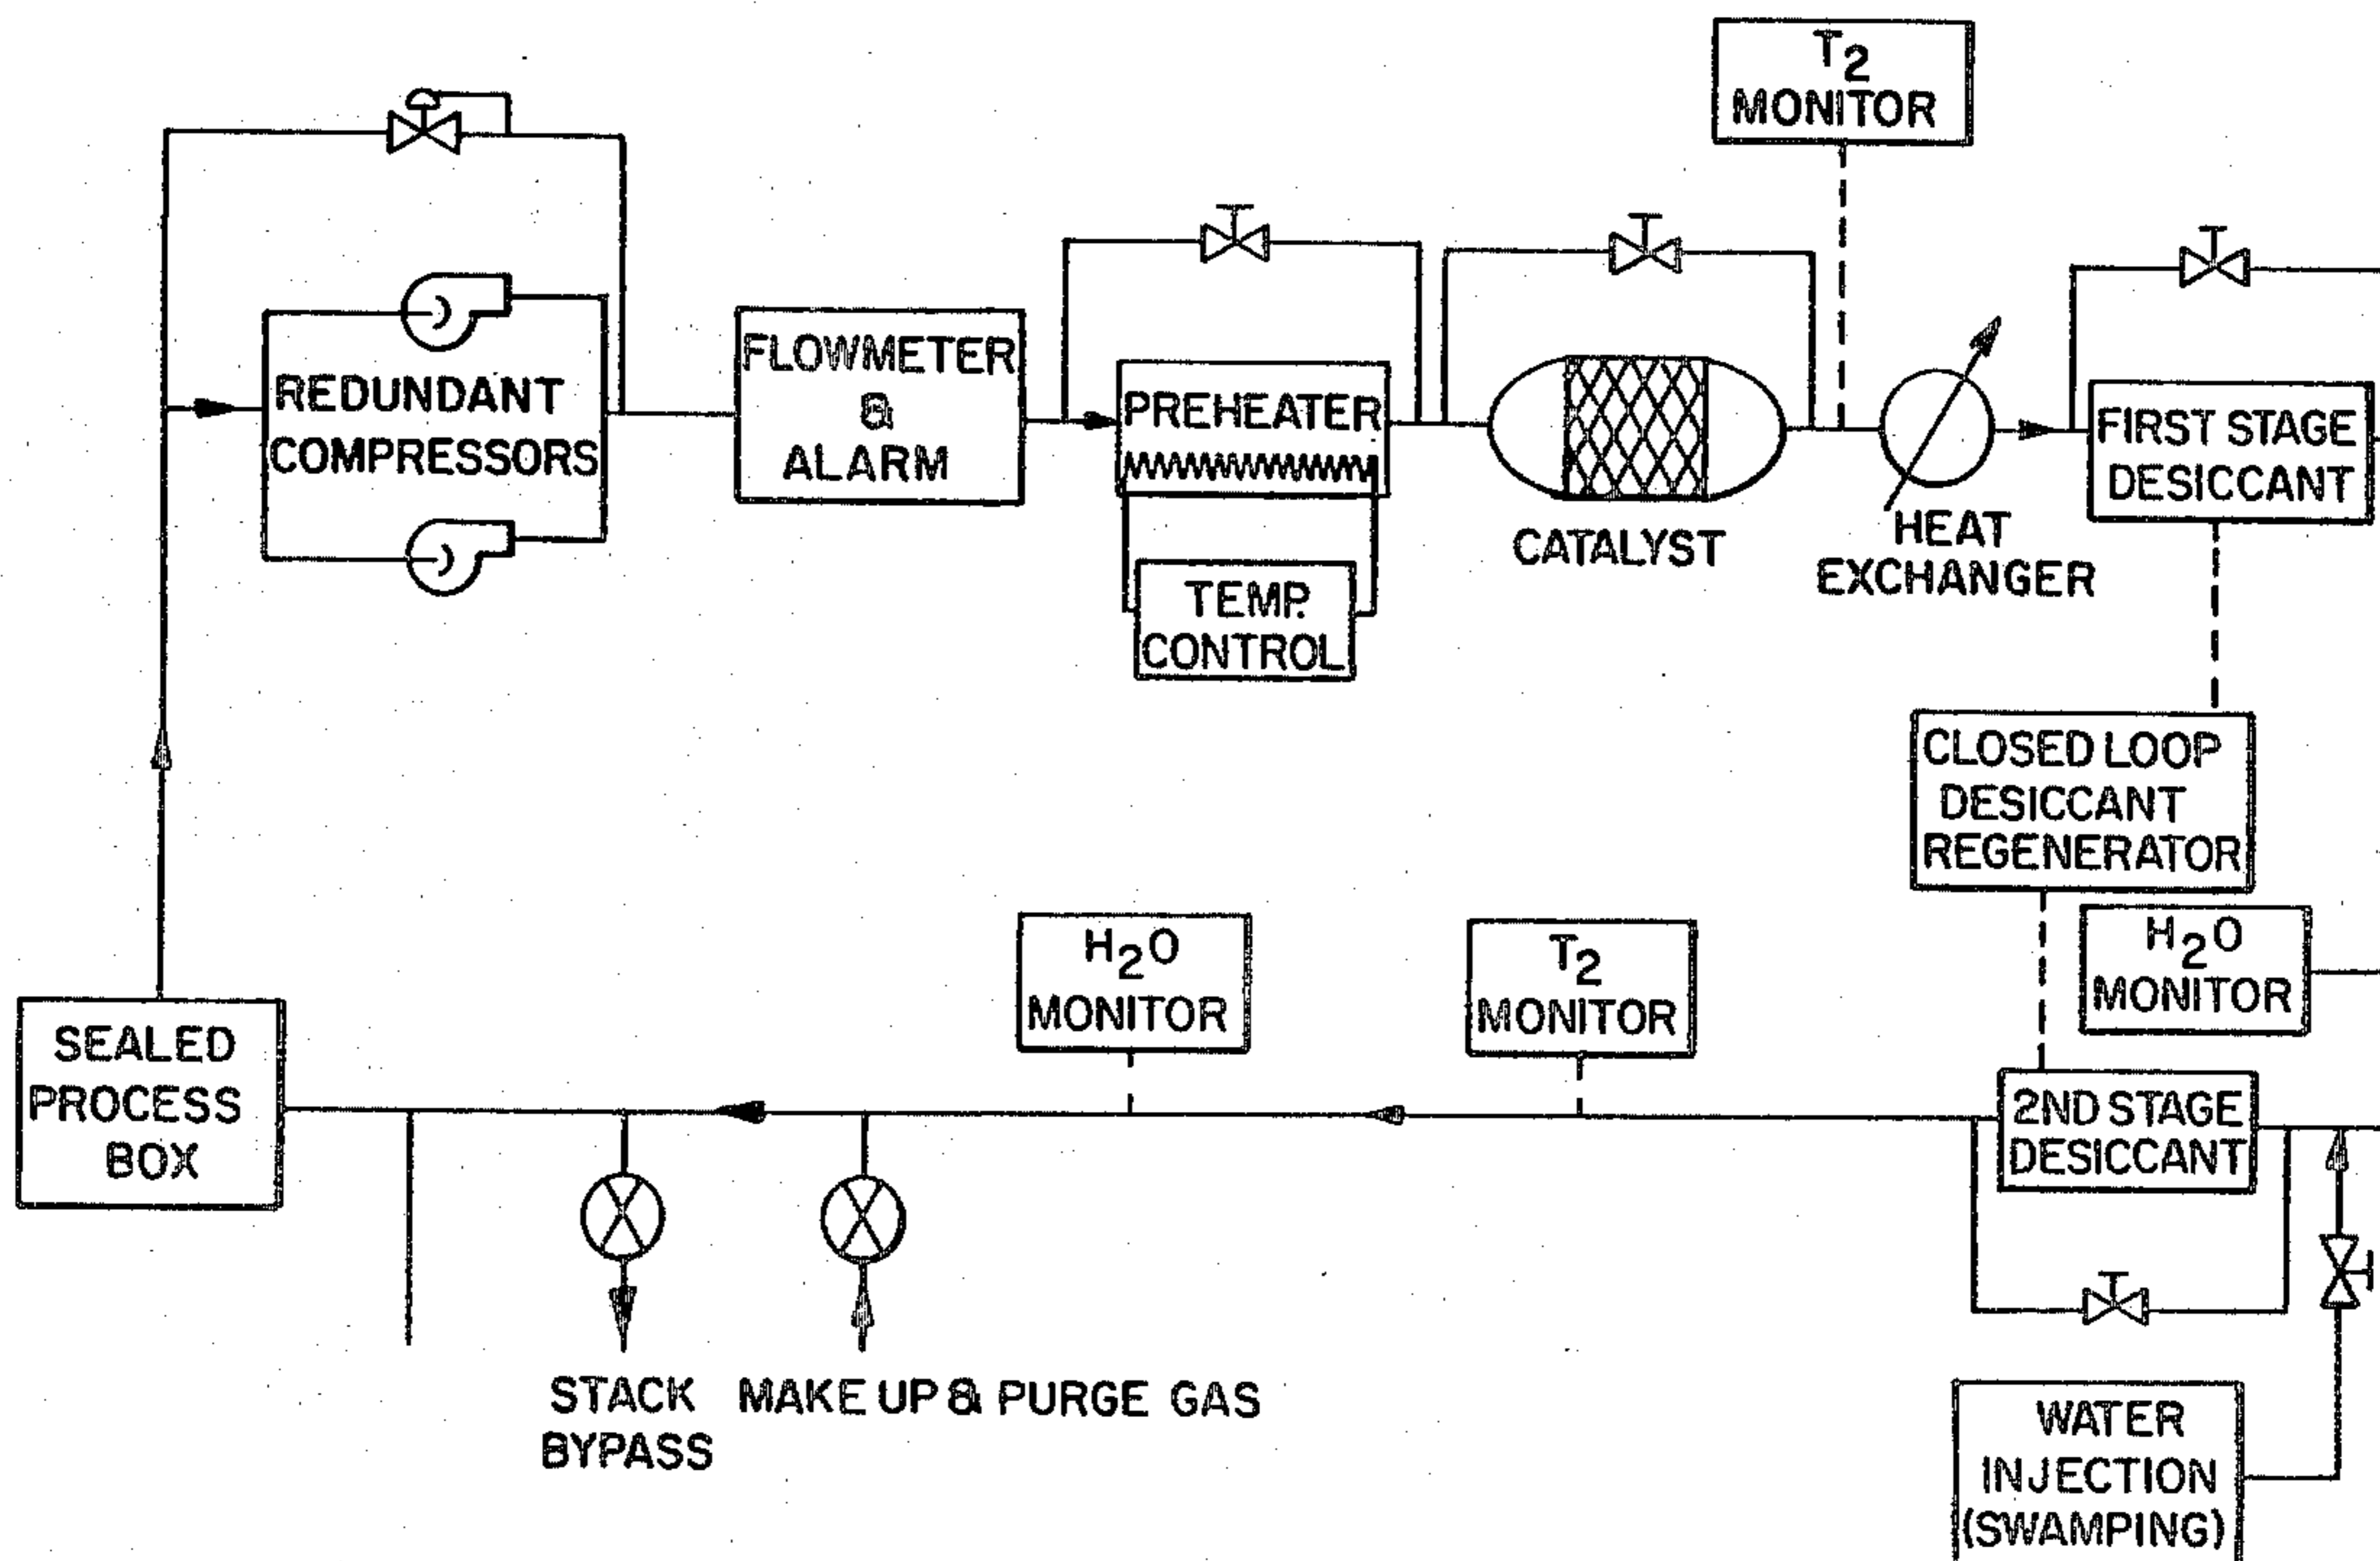 T2
MONITOR
REDUNDANT
COMPRESSORS
FLOWMETER
&
ALARM
PREHEATER
TEMP.
CONTROL
CATALYST
HEAT
EXCHANGER
FIRST STAGE
DESICCANT
CLOSED LOOP
DESICCANT
REGENERATOR
H2O
MONITOR
T2
MONITOR
H2O
MONITOR
SEALED
PROCESS
BOX
2ND STAGE
DESICCANT
STACK
BYPASS
MAKE UP & PURGE GAS
WATER
INJECTION
(SWAMPING)